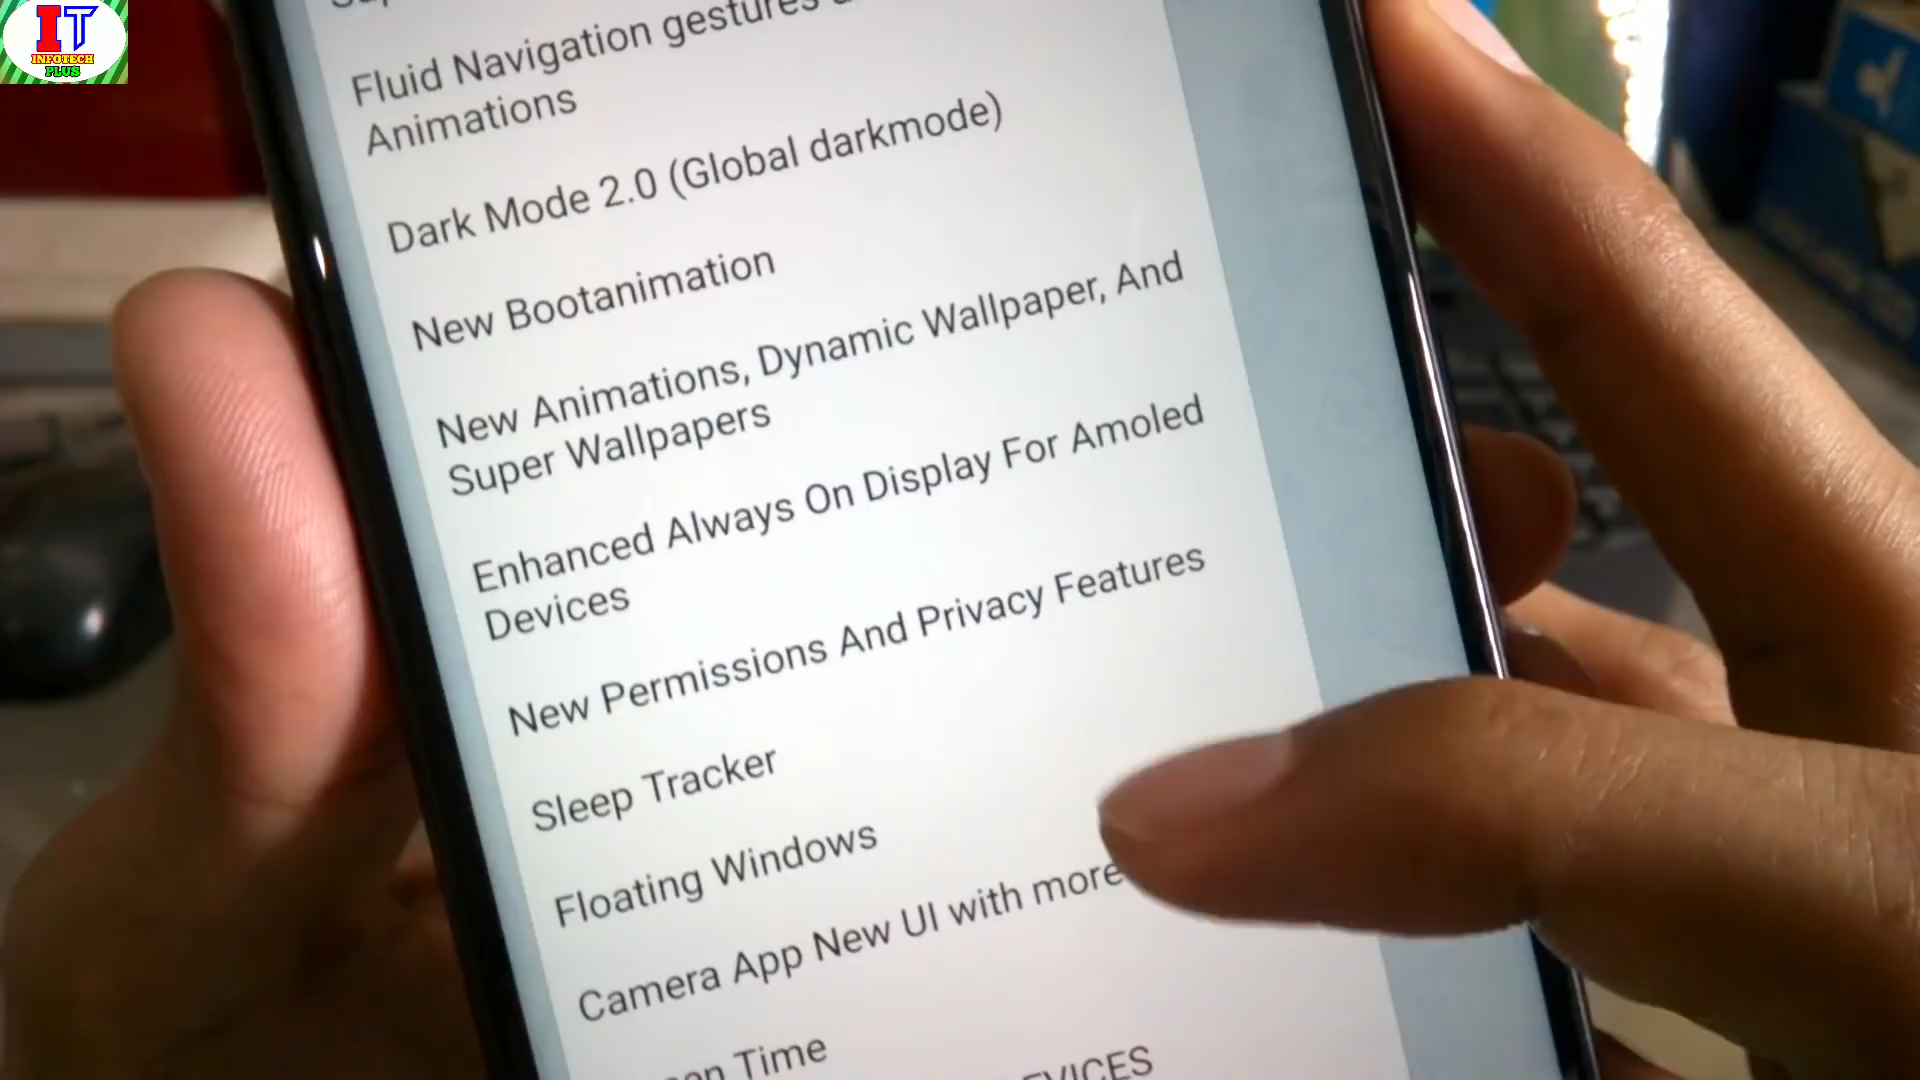 IT
INFOTECH
PLUS
Fluid Navigation gestures
Animations
Dark Mode 2.0 (Global darkmode)
New Bootanimation
New Animations, Dynamic Wallpaper, And
Super Wallpapers
Enhanced Always On Display For Amoled
Devices
New Permissions And Privacy Features
Sleep Tracker
Floating Windows
Camera App New UI with more
Time